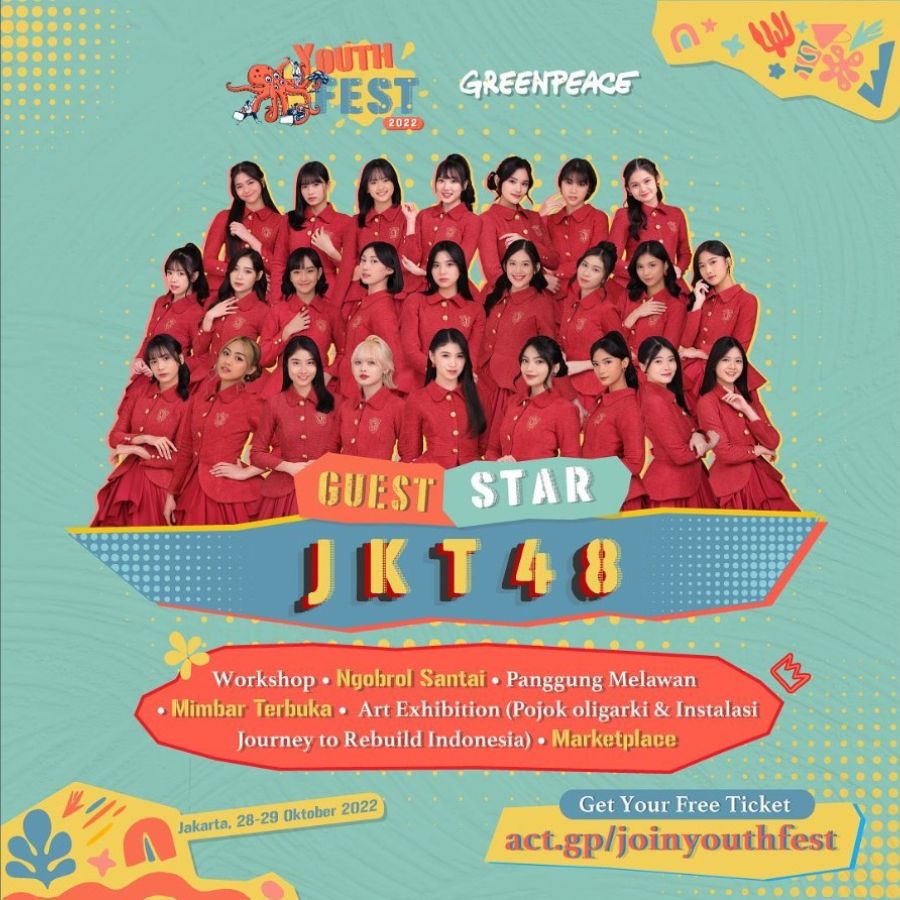 YOUTH
FEST
2022
GREENPEACE
GUEST STAR
JKT48
Workshop • Ngobrol Santai • Panggung Melawan
• Mimbar Terbuka • Art Exhibition (Pojok oligarki & Instalasi
Journey to Rebuild Indonesia) • Marketplace
Jakarta, 28-29 Oktober 2022
Get Your Free Ticket
act.gp/joinyouthfest